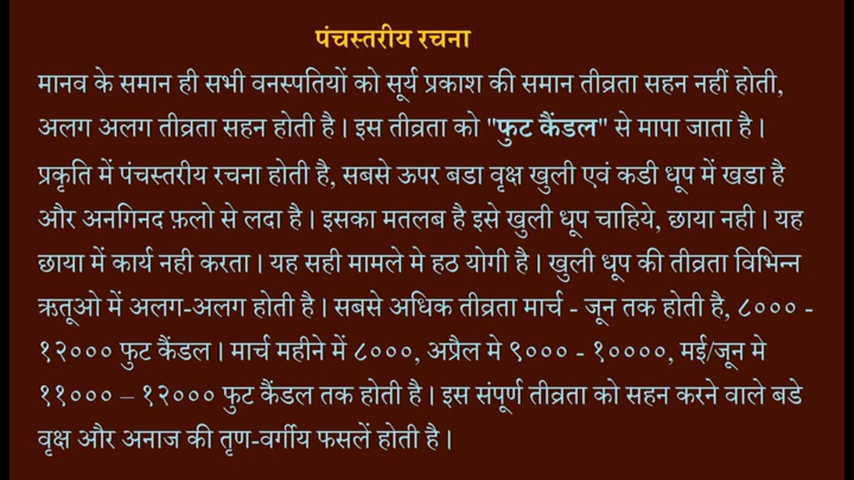 पंचस्तरीय रचना
मानव के समान ही सभी वनस्पतियों को सूर्य प्रकाश की समान तीव्रता सहन नहीं होती,
अलग अलग तीव्रता सहन होती है। इस तीव्रता को "फुट कैंडल" से मापा जाता है।
प्रकृति में पंचस्तरीय रचना होती है, सबसे ऊपर बडा वृक्ष खुली एवं कडी धूप में खडा है
और अनगिनद फ़लो से लदा है। इसका मतलब है इसे खुली धूप चाहिये, छाया नही। यह
छाया में कार्य नही करता। यह सही मामले मे हठ योगी है। खुली धूप की तीव्रता विभिन्न
ऋतूओ में अलग-अलग होती है। सबसे अधिक तीव्रता मार्च - जून तक होती है, ८००० -
१२००० फुट कैंडल। मार्च महीने में ८०००, अप्रैल मे ९००० - १००००, मई/जून मे
११००० – १२००० फुट कैंडल तक होती है। इस संपूर्ण तीव्रता को सहन करने वाले बडे
वृक्ष और अनाज की तृण-वर्गीय फसलें होती है।